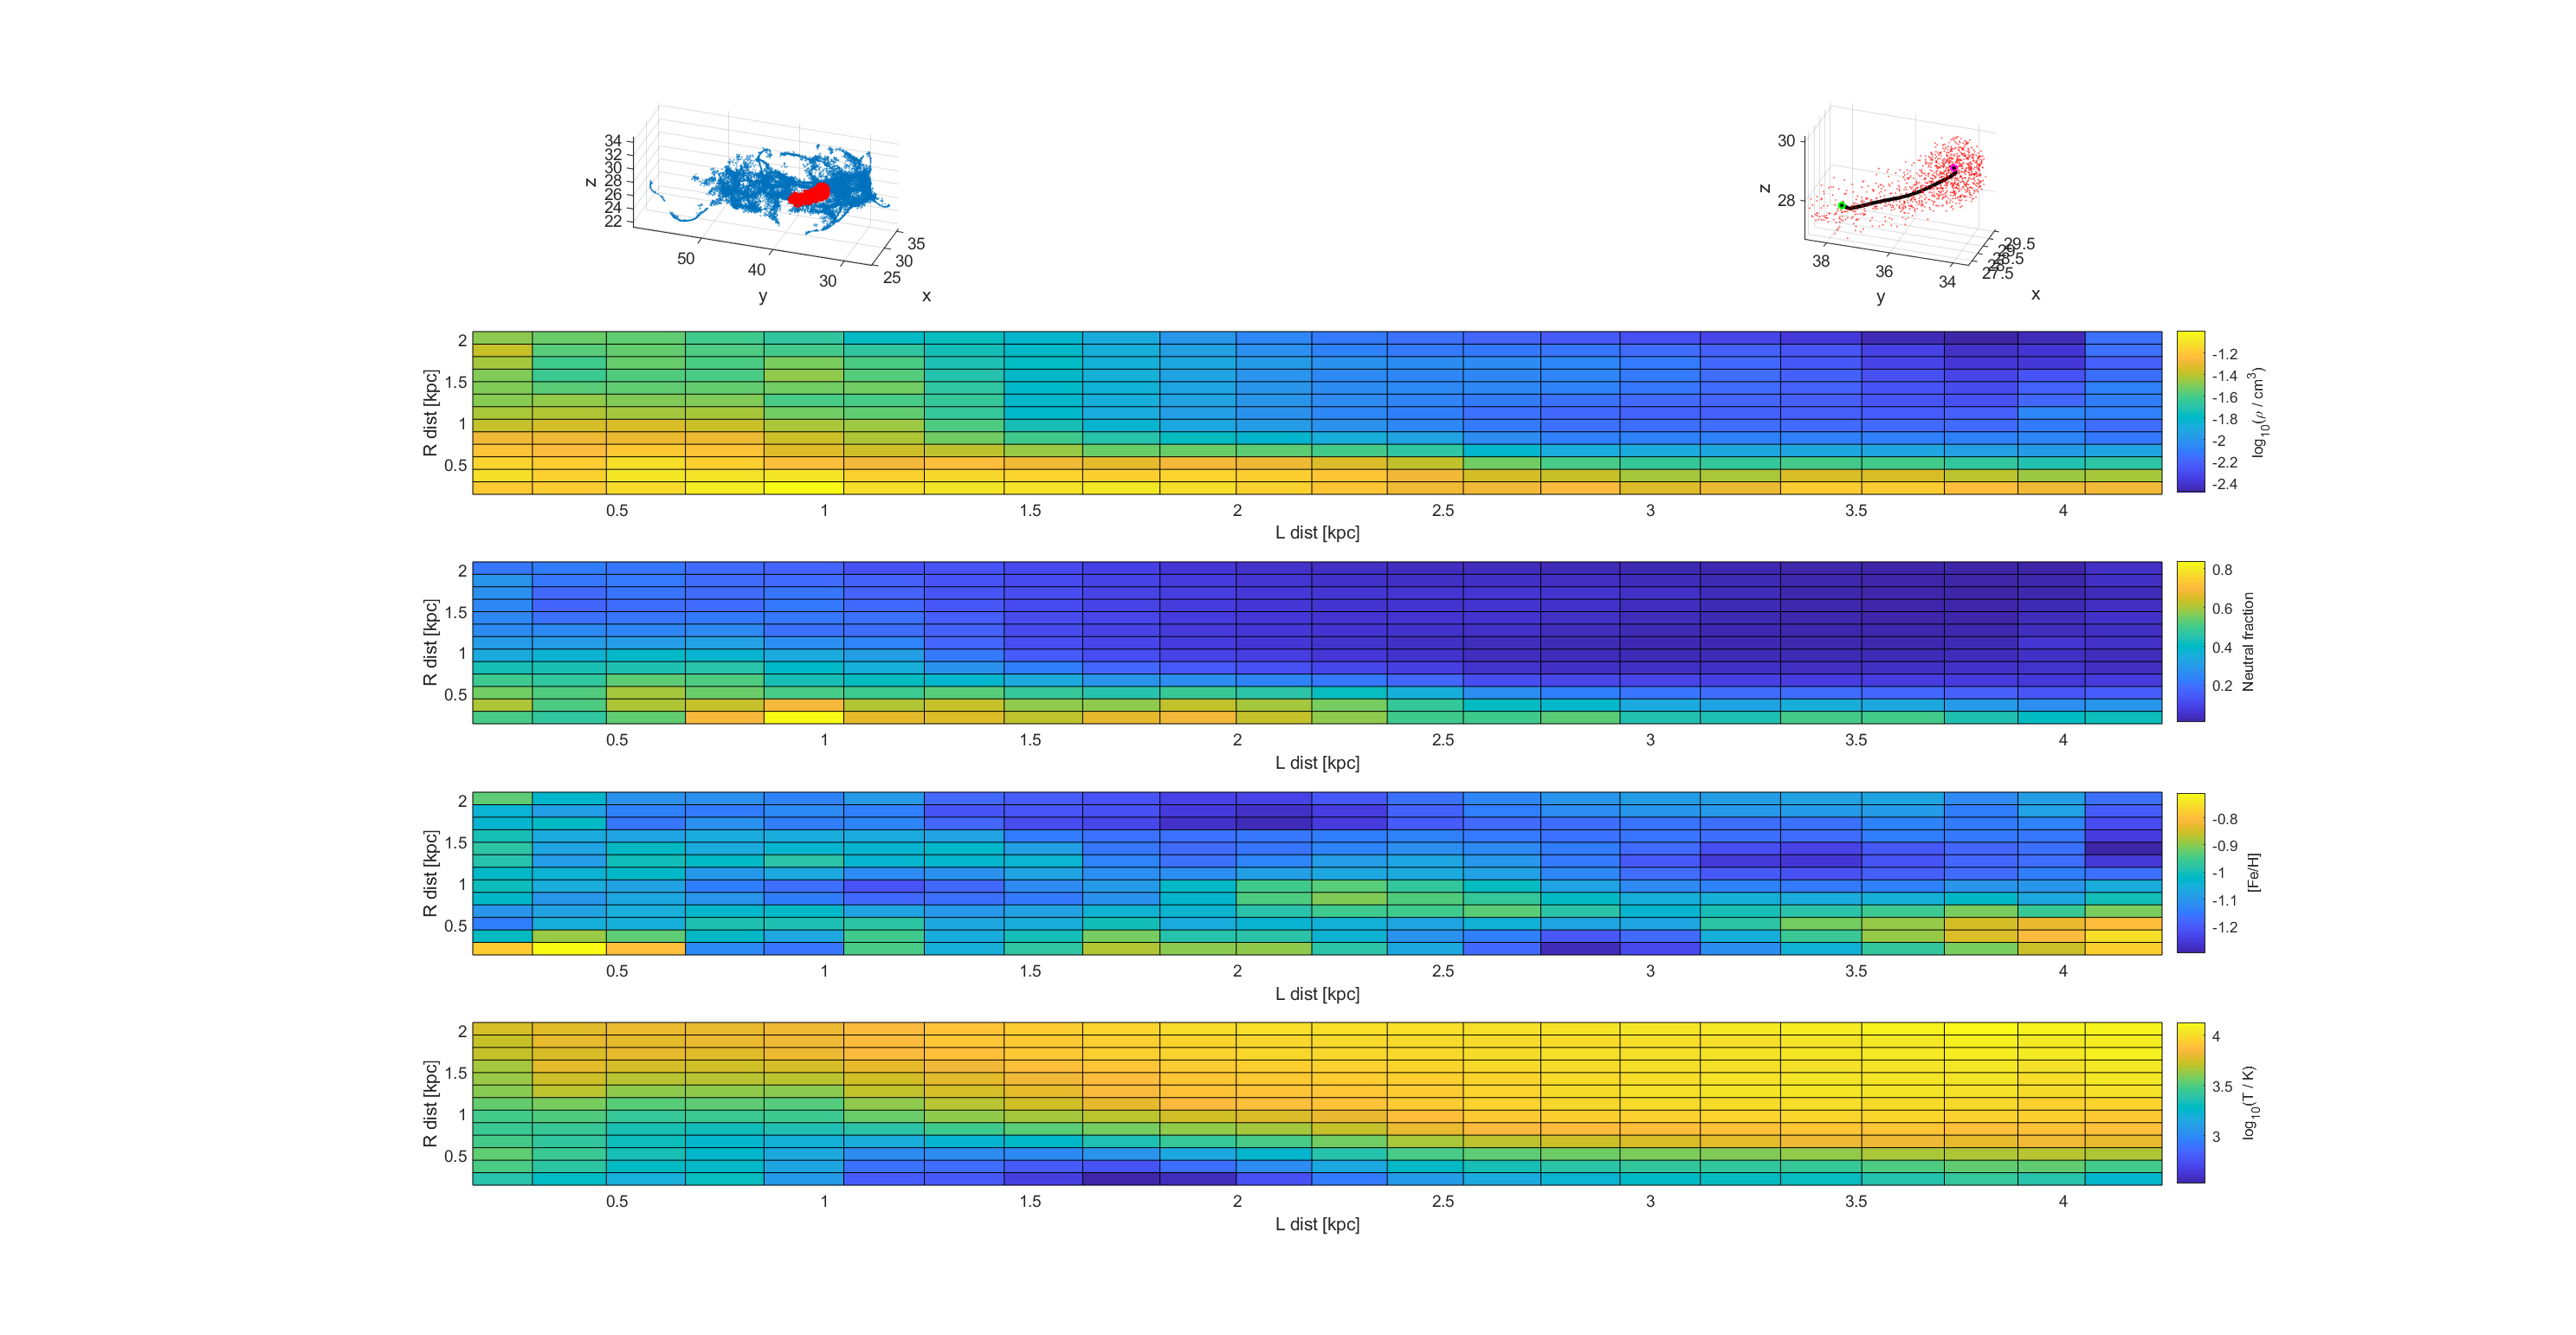 34
32
30
28
26
24
22
z
50
40
30
y
35
30
25
x
30
28
z
38
36
34
y
29.5
29
28.5
28
27.5
x
2
1.5
1
0.5
R dist [kpc]
0.5 1 1.5 2 2.5 3 3.5 4
L dist [kpc]
-1.2
-1.4
-1.6
-1.8
-2
-2.2
-2.4
log10(ρ / cm3)
2
1.5
1
0.5
R dist [kpc]
0.5 1 1.5 2 2.5 3 3.5 4
L dist [kpc]
0.8
0.6
0.4
0.2
Neutral fraction
2
1.5
1
0.5
R dist [kpc]
0.5 1 1.5 2 2.5 3 3.5 4
L dist [kpc]
-0.8
-0.9
-1
-1.1
-1.2
[Fe/H]
2
1.5
1
0.5
R dist [kpc]
0.5 1 1.5 2 2.5 3 3.5 4
L dist [kpc]
4
3.5
3
log10(T / K)